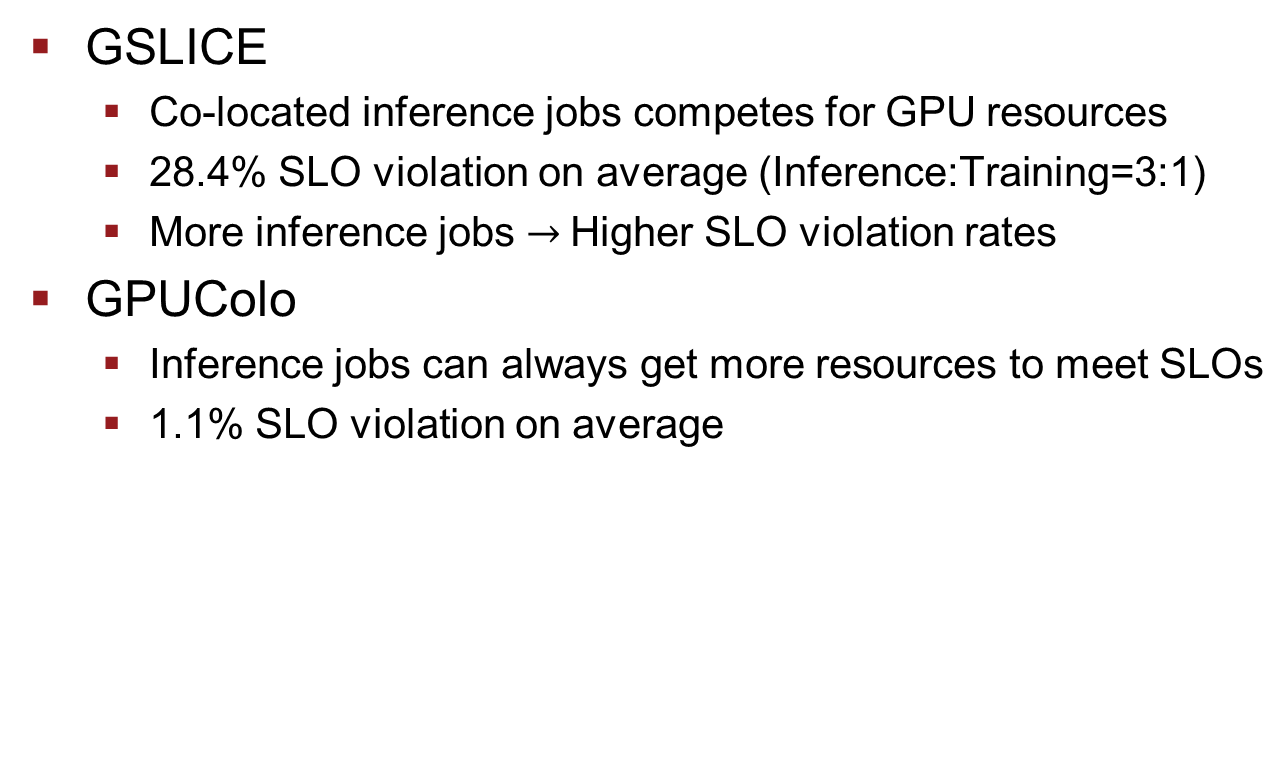 GSLICE
Co-located inference jobs competes for GPU resources
28.4% SLO violation on average (Inference:Training=3:1)
More inference jobs → Higher SLO violation rates
GPUColo
Inference jobs can always get more resources to meet SLOs
1.1% SLO violation on average